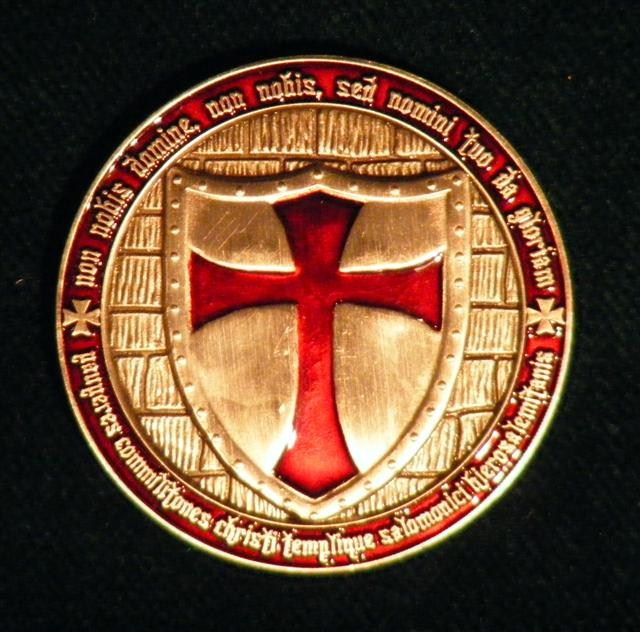 non nobis domine, non nobis, sed nomini tuo da gloriam
pauperes commilitones christi templique salomonici hierosalemitanis